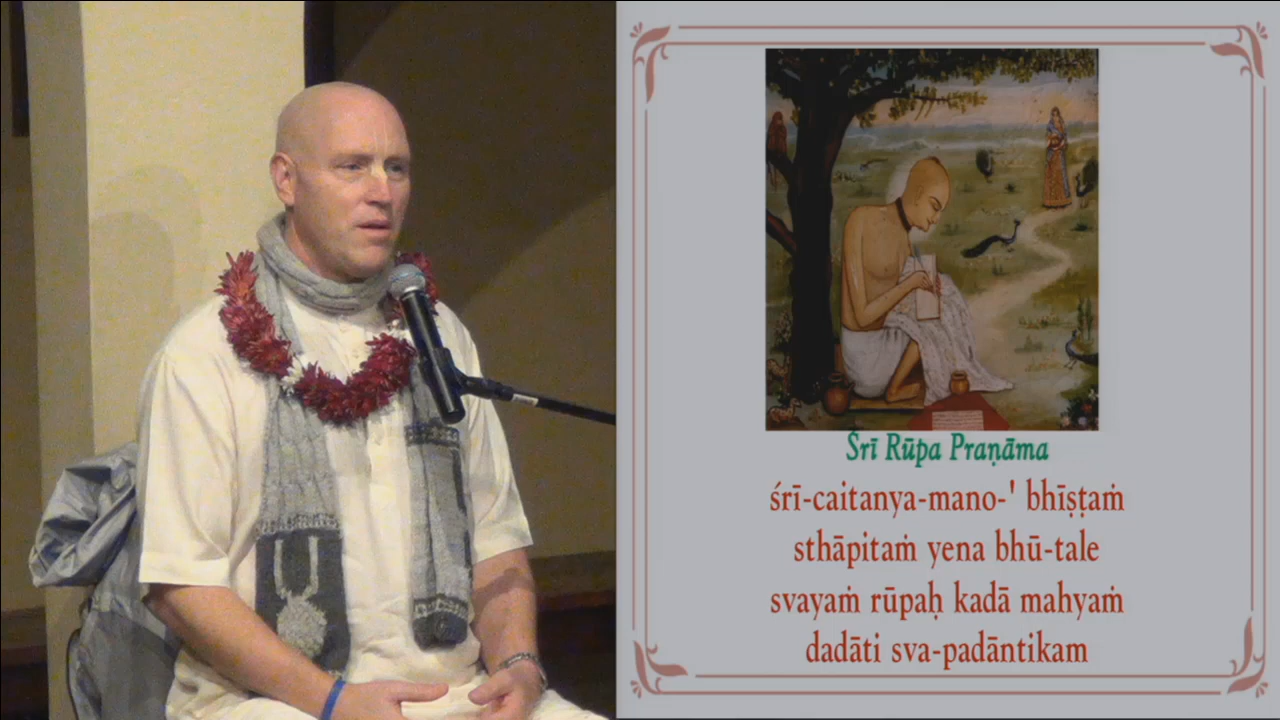 Śrī Rūpa Praṇāma
śrī-caitanya-mano-' bhīṣṭaṁ
sthāpitaṁ yena bhū-tale
svayaṁ rūpaḥ kadā mahyaṁ
dadāti sva-padāntikam